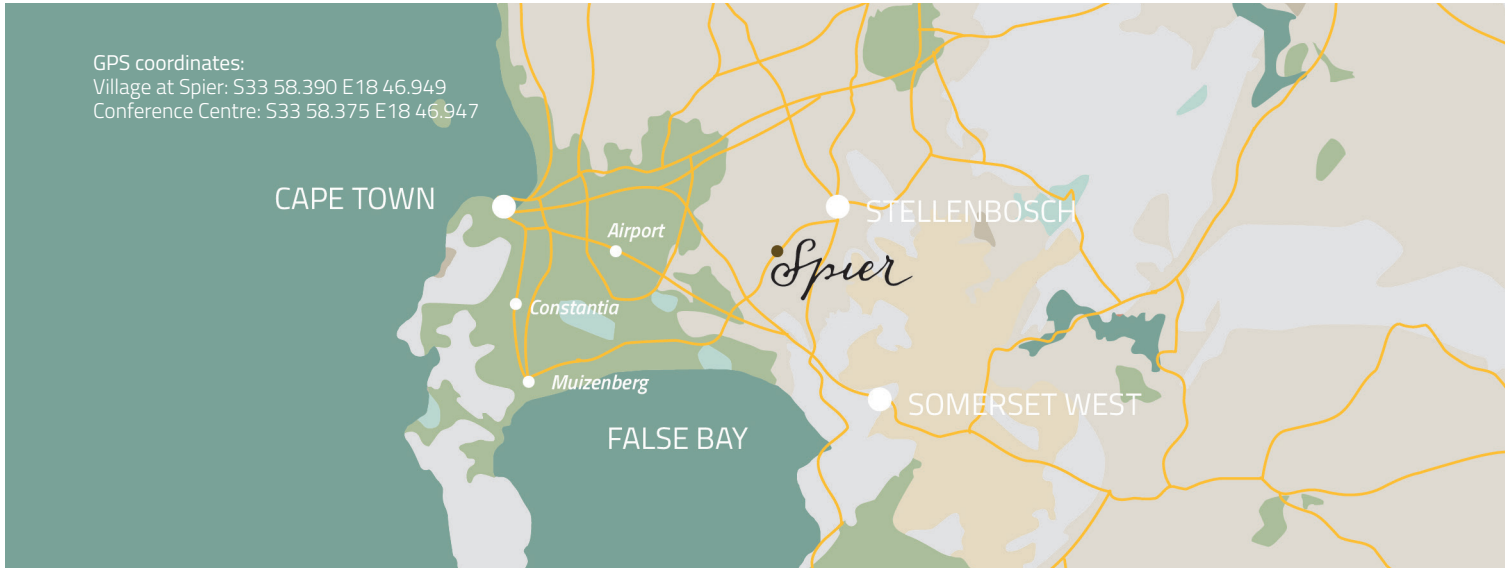 GPS coordinates:
Village at Spier: S33 58.390 E18 46.949
Conference Centre: S33 58.375 E18 46.947
CAPE TOWN
STELLENBOSCH
Airport
Spier
Constantia
Muizenberg
SOMERSET WEST
FALSE BAY